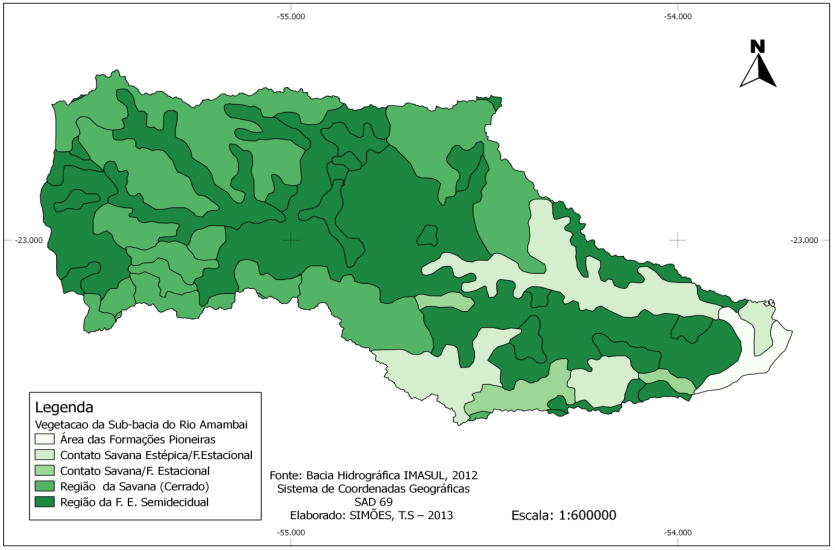 -55.000
-54.000
N
-23.000
-23.000
Legenda
Vegetacao da Sub-bacia do Rio Amambai
Área das Formações Pioneiras
Contato Savana Estépica/F.Estacional
Contato Savana/F. Estacional
Região da Savana (Cerrado)
Região da F. E. Semidecidual
Fonte: Bacia Hidrográfica IMASUL, 2012
Sistema de Coordenadas Geográficas
SAD 69
Elaborado: SIMÕES, T.S – 2013
Escala: 1:600000
-55.000
-54.000